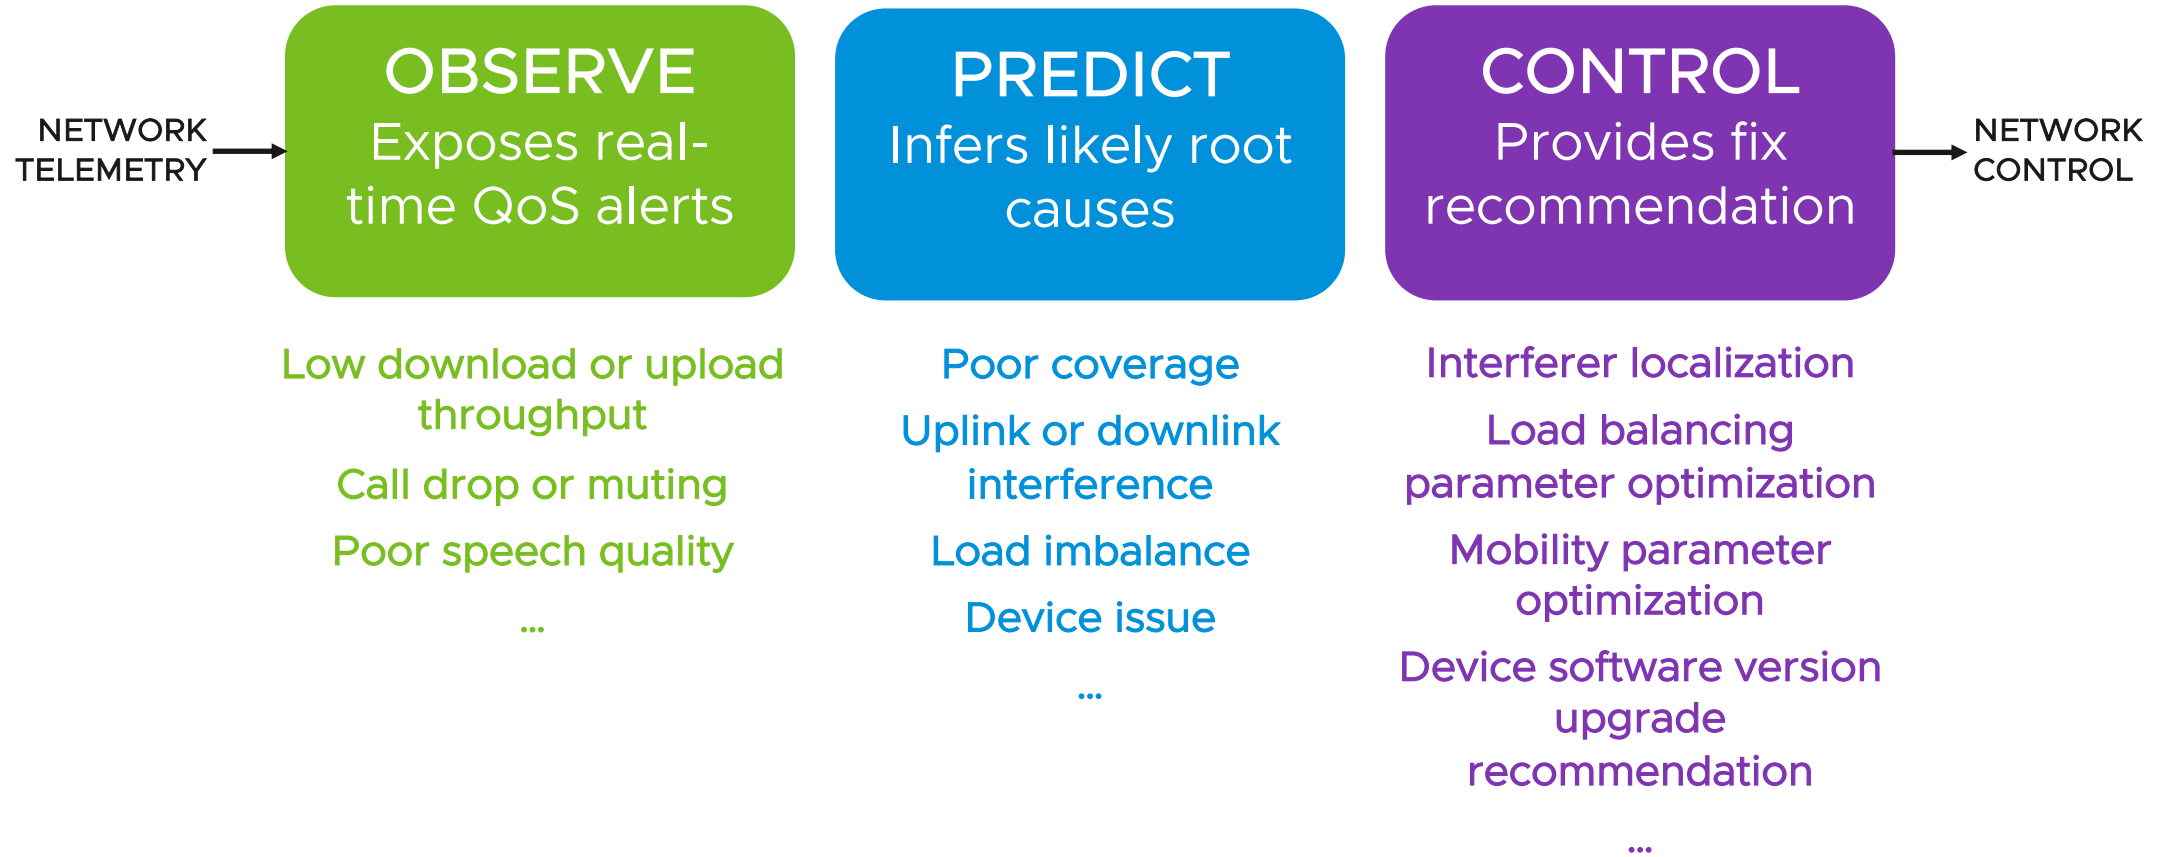 NETWORK
TELEMETRY
OBSERVE
Exposes real-
time QoS alerts
PREDICT
Infers likely root
causes
CONTROL
Provides fix
recommendation
NETWORK
CONTROL
Low download or upload
throughput
Call drop or muting
Poor speech quality
...
Poor coverage
Uplink or downlink
interference
Load imbalance
Device issue
...
Interferer localization
Load balancing
parameter optimization
Mobility parameter
optimization
Device software version
upgrade
recommendation
...